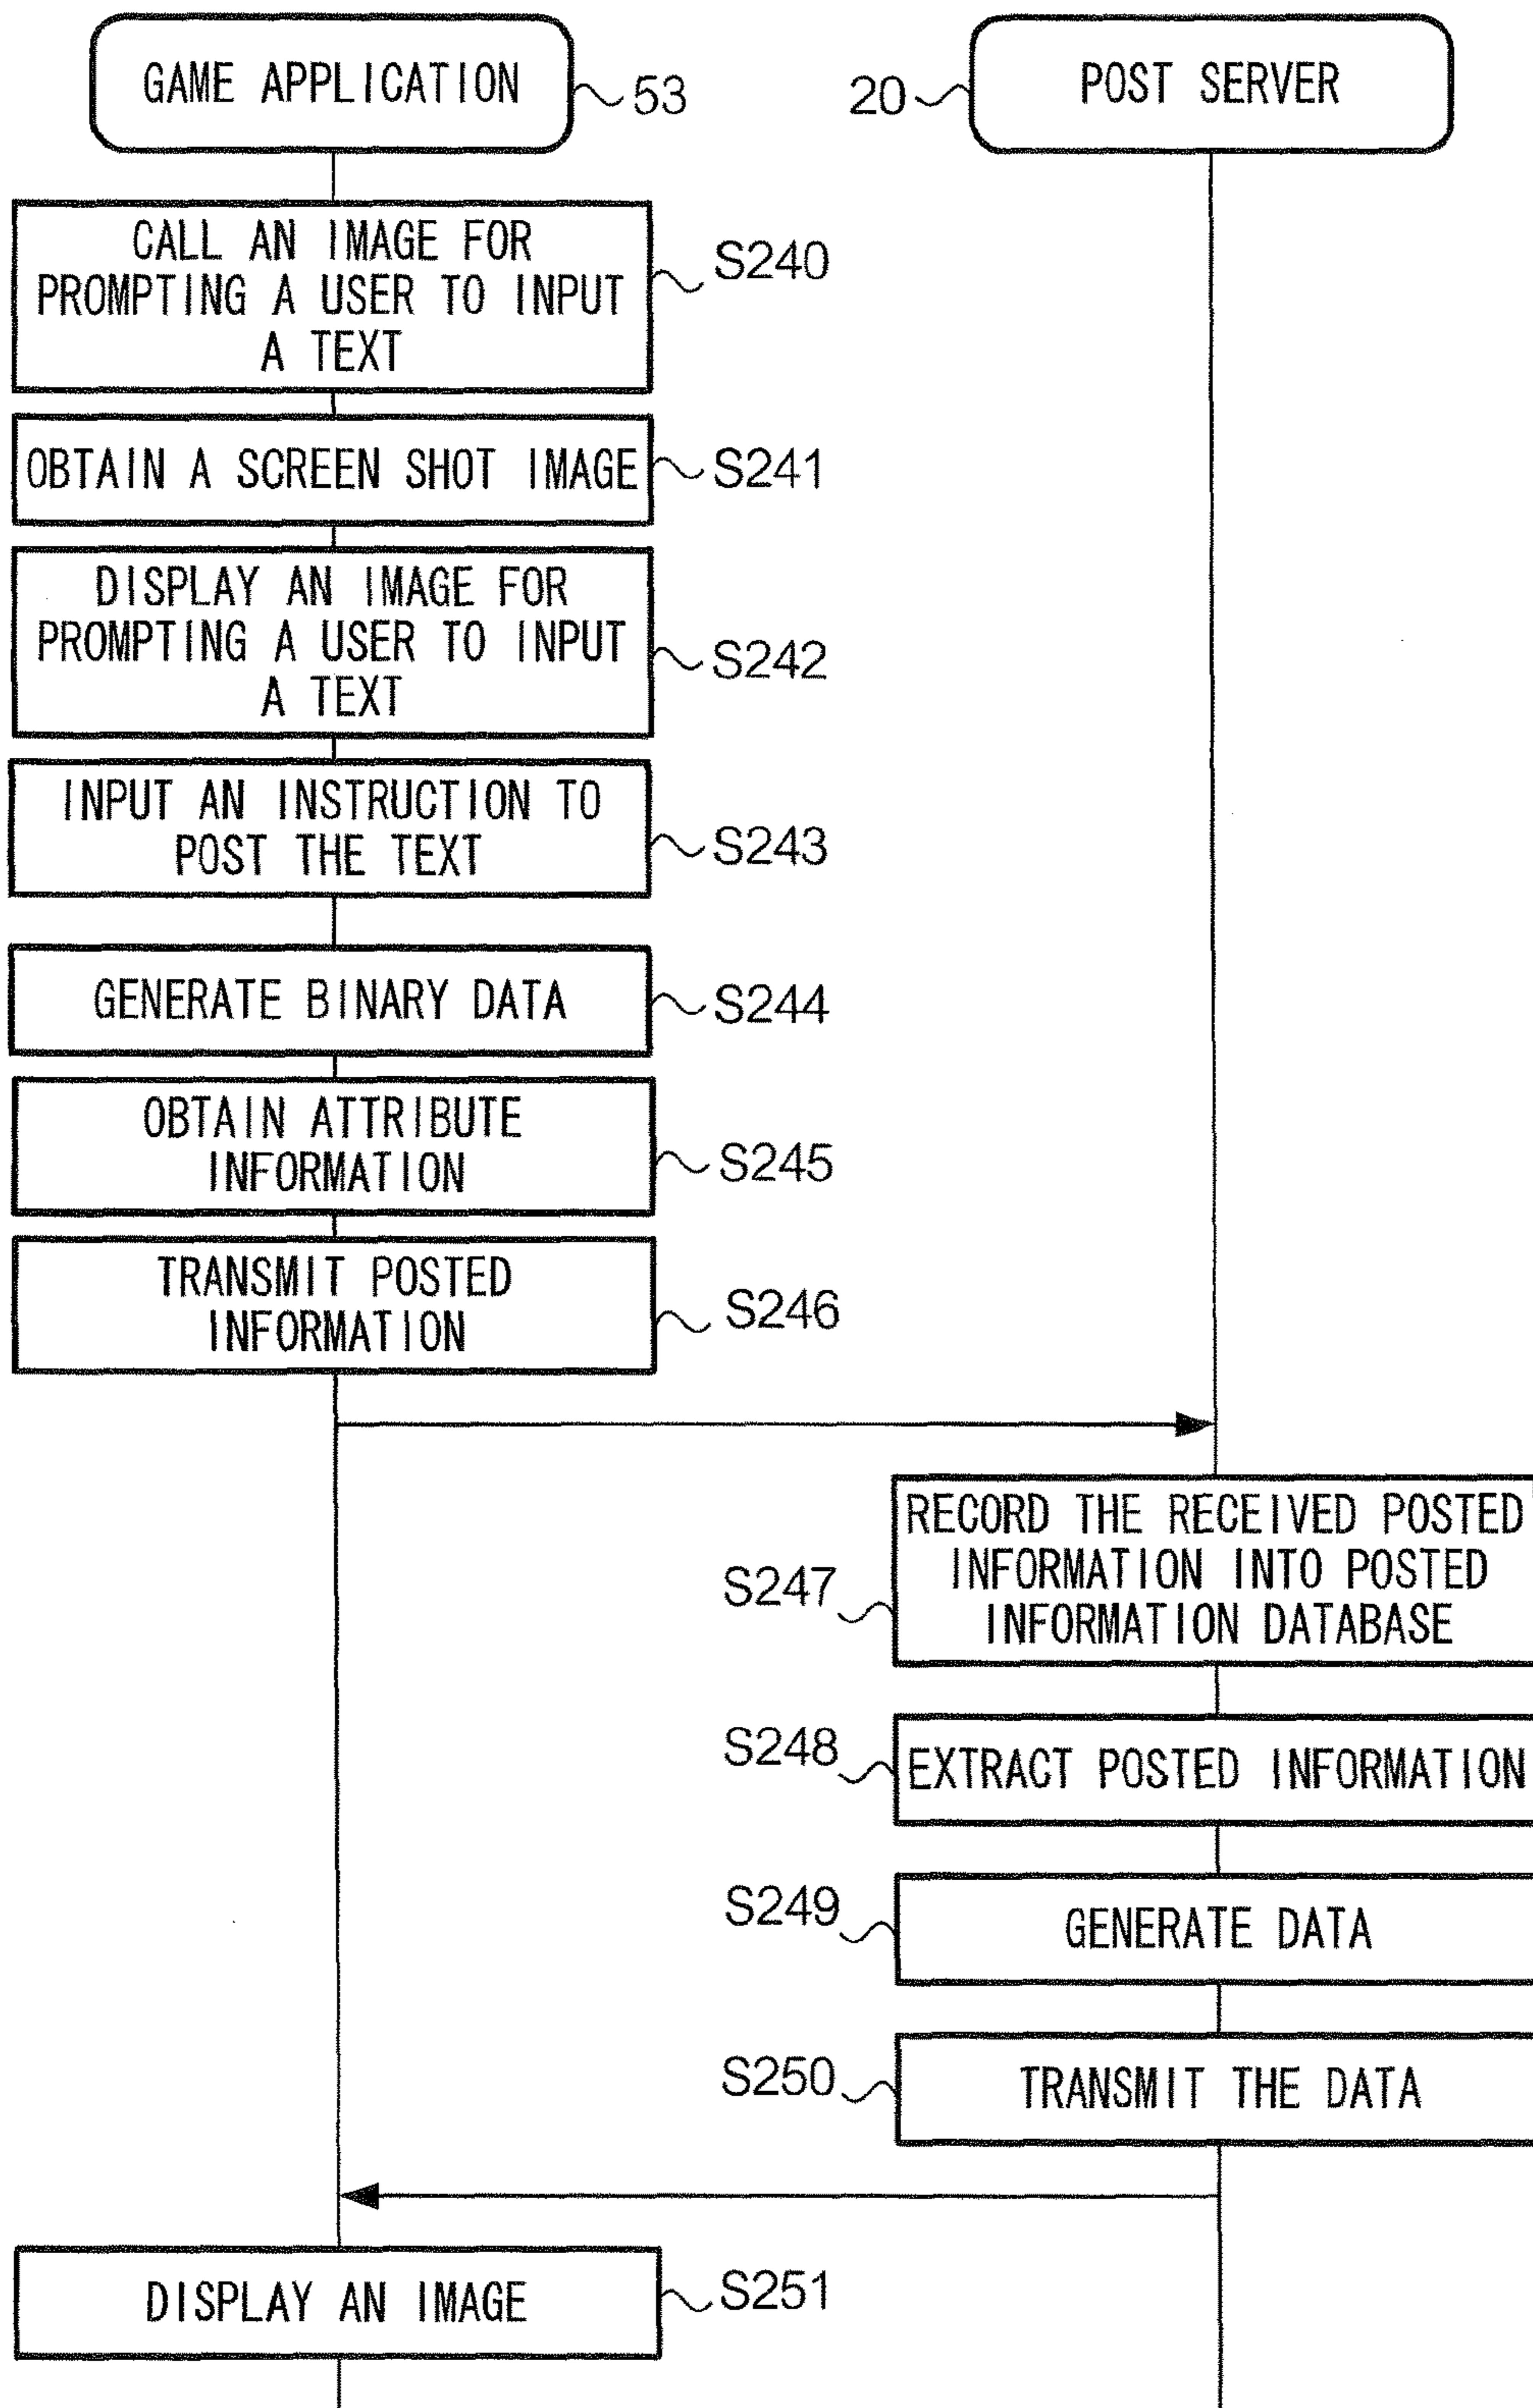 GAME APPLICATION
53
20
POST SERVER
CALL AN IMAGE FOR
PROMPTING A USER TO INPUT
A TEXT
S240
OBTAIN A SCREEN SHOT IMAGE
S241
DISPLAY AN IMAGE FOR
PROMPTING A USER TO INPUT
A TEXT
S242
INPUT AN INSTRUCTION TO
POST THE TEXT
S243
GENERATE BINARY DATA
S244
OBTAIN ATTRIBUTE
INFORMATION
S245
TRANSMIT POSTED
INFORMATION
S246
S247
RECORD THE RECEIVED POSTED
INFORMATION INTO POSTED
INFORMATION DATABASE
S248
EXTRACT POSTED INFORMATION
S249
GENERATE DATA
S250
TRANSMIT THE DATA
DISPLAY AN IMAGE
S251